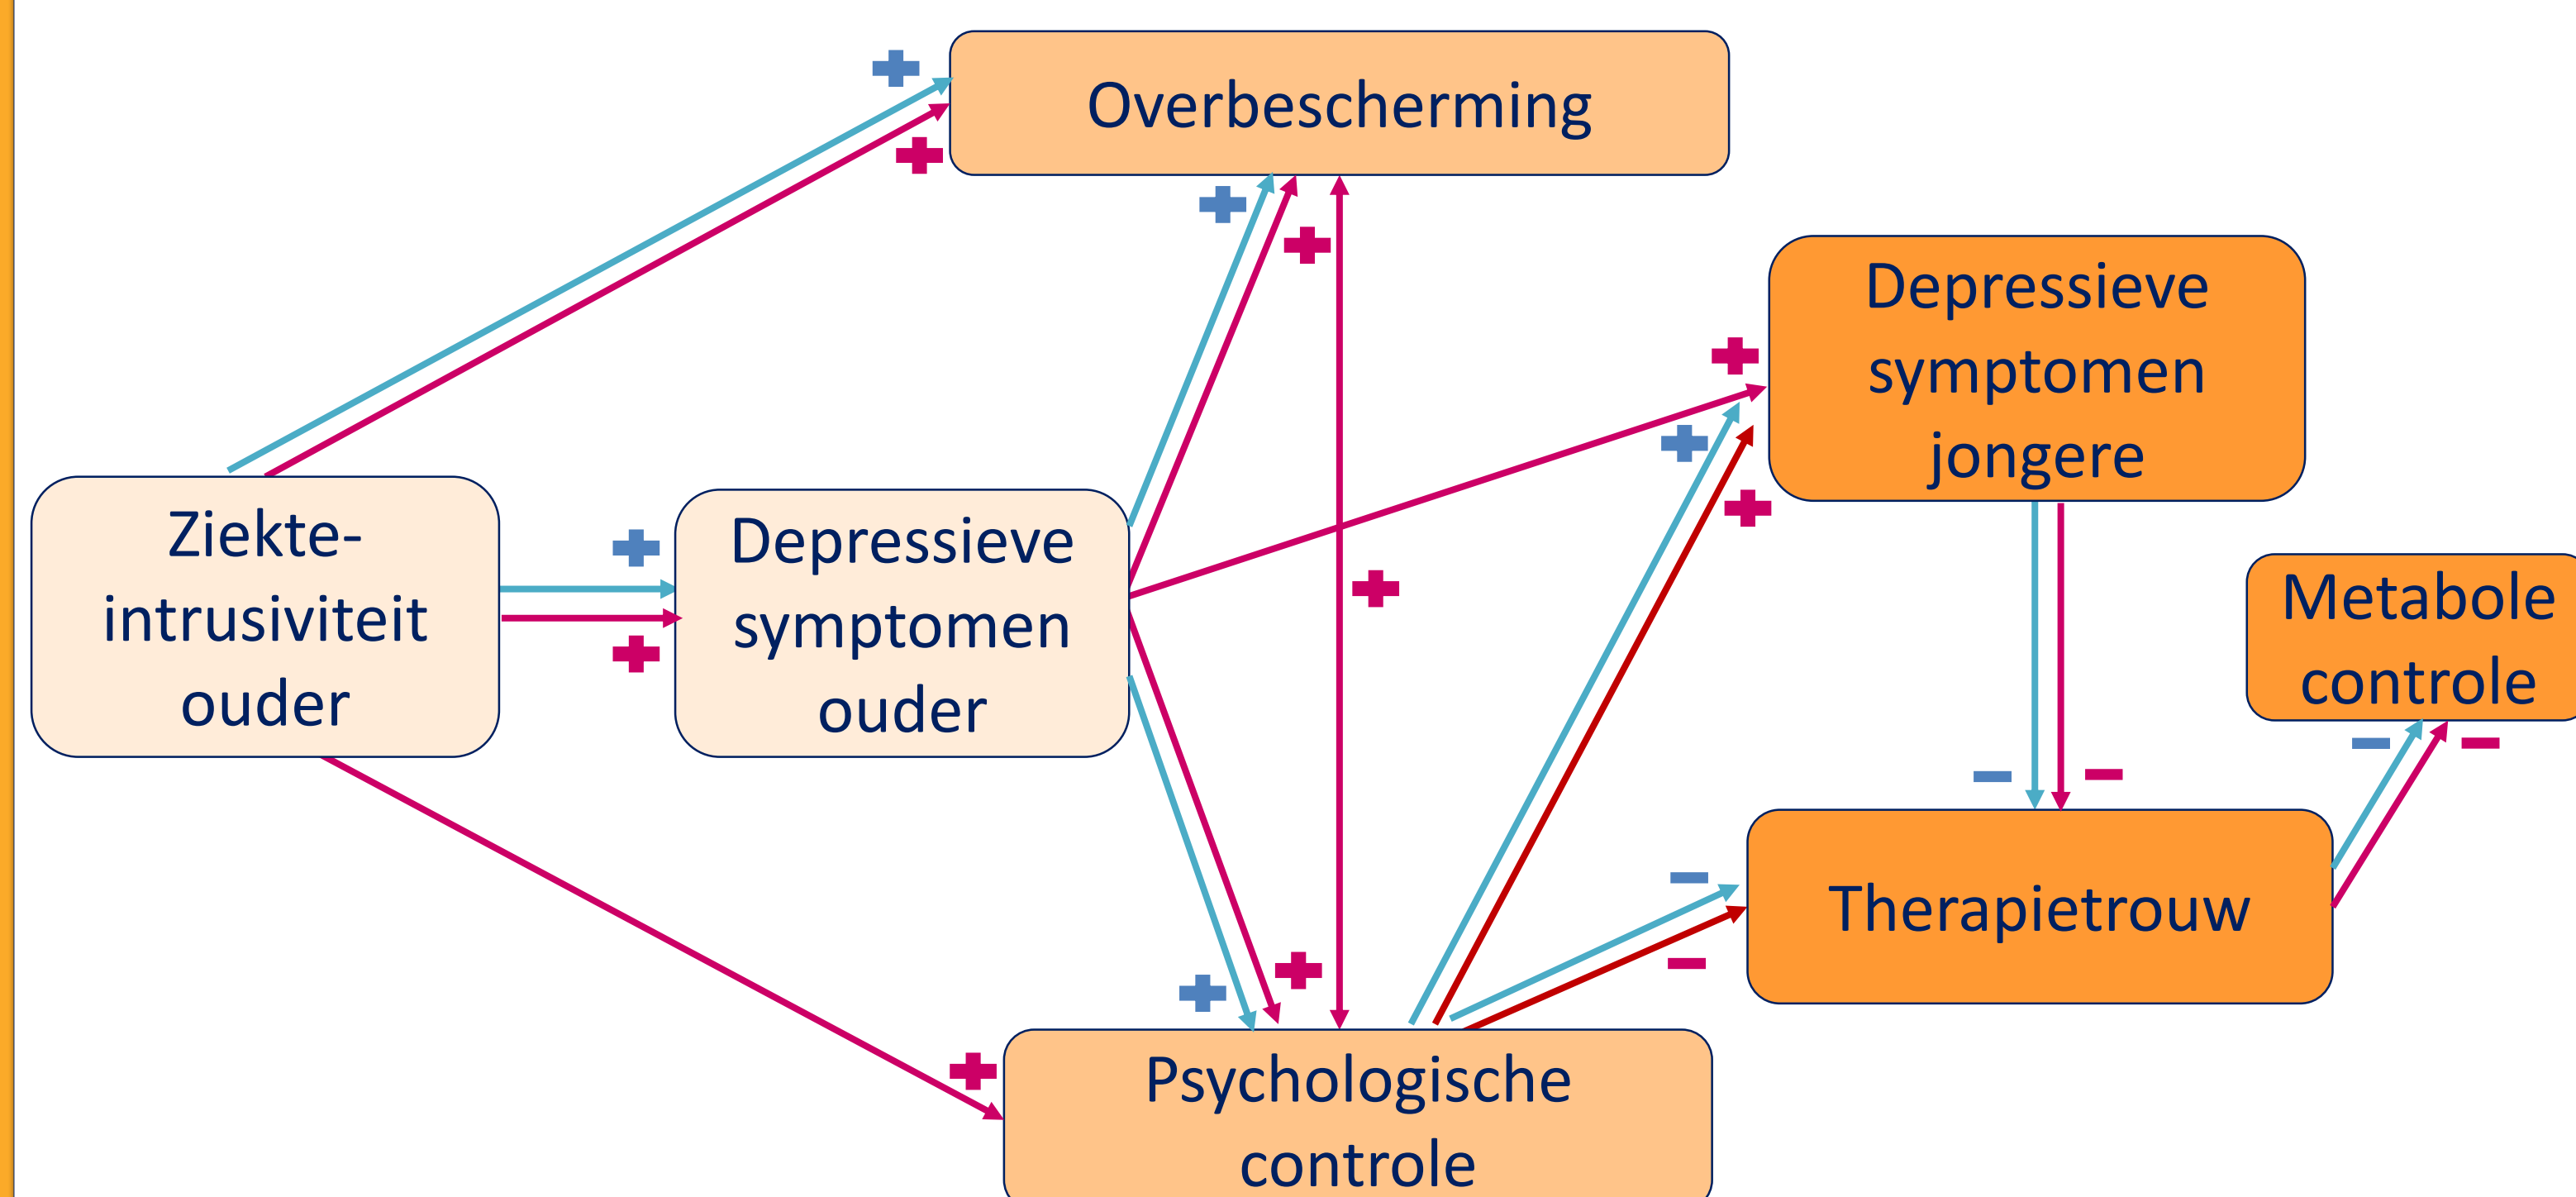 Overbescherming
Depressieve
symptomen
jongere
Ziekte-
intrusiviteit
ouder
Depressieve
symptomen
ouder
Metabole
controle
Therapietrouw
Psychologische
controle